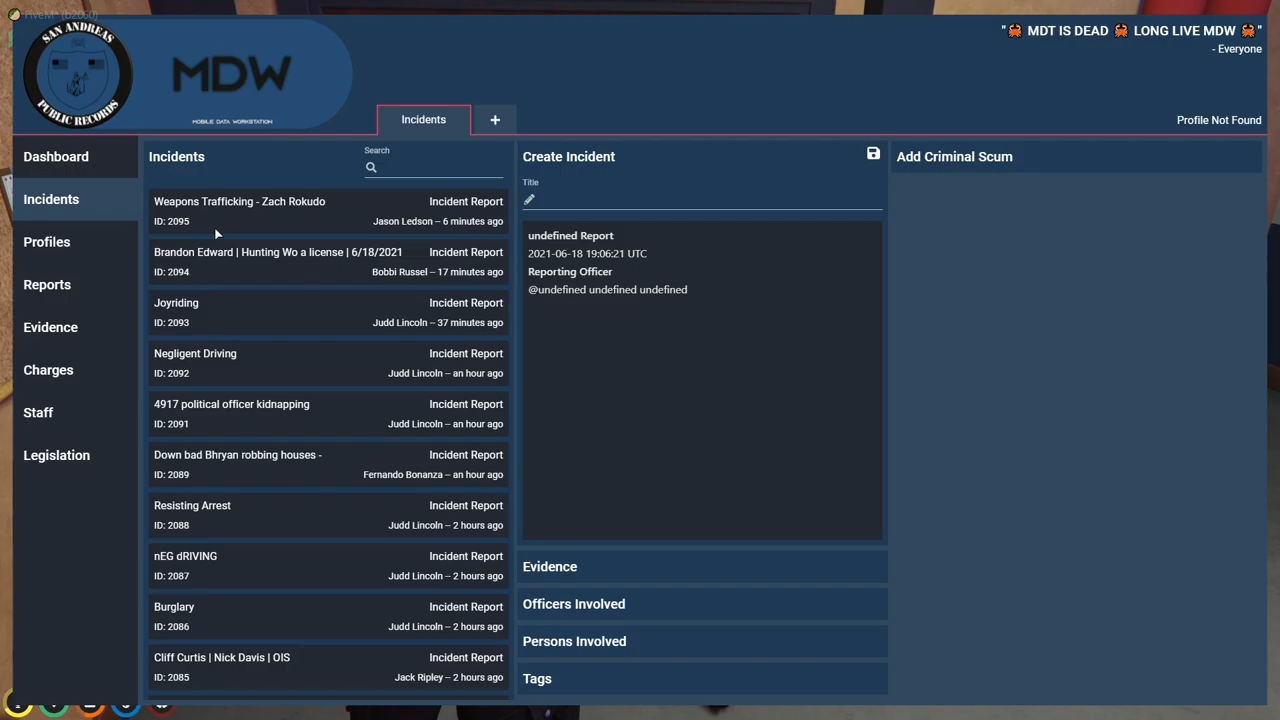 FiveM® (b2060)
SAN ANDREAS
PUBLIC RECORDS
MDW
MOBILE DATA WORKSTATION
"🦀 MDT IS DEAD 🦀 LONG LIVE MDW 🦀"
- Everyone
Incidents
+
Profile Not Found
Dashboard
Incidents
Profiles
Reports
Evidence
Charges
Staff
Legislation
Incidents
Search
Weapons Trafficking - Zach Rokudo Incident Report
ID: 2095 Jason Ledson – 6 minutes ago
Brandon Edward | Hunting Wo a license | 6/18/2021 Incident Report
ID: 2094 Bobbi Russel – 17 minutes ago
Joyriding Incident Report
ID: 2093 Judd Lincoln – 37 minutes ago
Negligent Driving Incident Report
ID: 2092 Judd Lincoln – an hour ago
4917 political officer kidnapping Incident Report
ID: 2091 Judd Lincoln – an hour ago
Down bad Bhryan robbing houses - Incident Report
ID: 2089 Fernando Bonanza – an hour ago
Resisting Arrest Incident Report
ID: 2088 Judd Lincoln – 2 hours ago
nEG dRIVING Incident Report
ID: 2087 Judd Lincoln – 2 hours ago
Burglary Incident Report
ID: 2086 Judd Lincoln – 2 hours ago
Cliff Curtis | Nick Davis | OIS Incident Report
ID: 2085 Jack Ripley – 2 hours ago
Create Incident
Title
undefined Report
2021-06-18 19:06:21 UTC
Reporting Officer
@undefined undefined undefined
Evidence
Officers Involved
Persons Involved
Tags
Add Criminal Scum